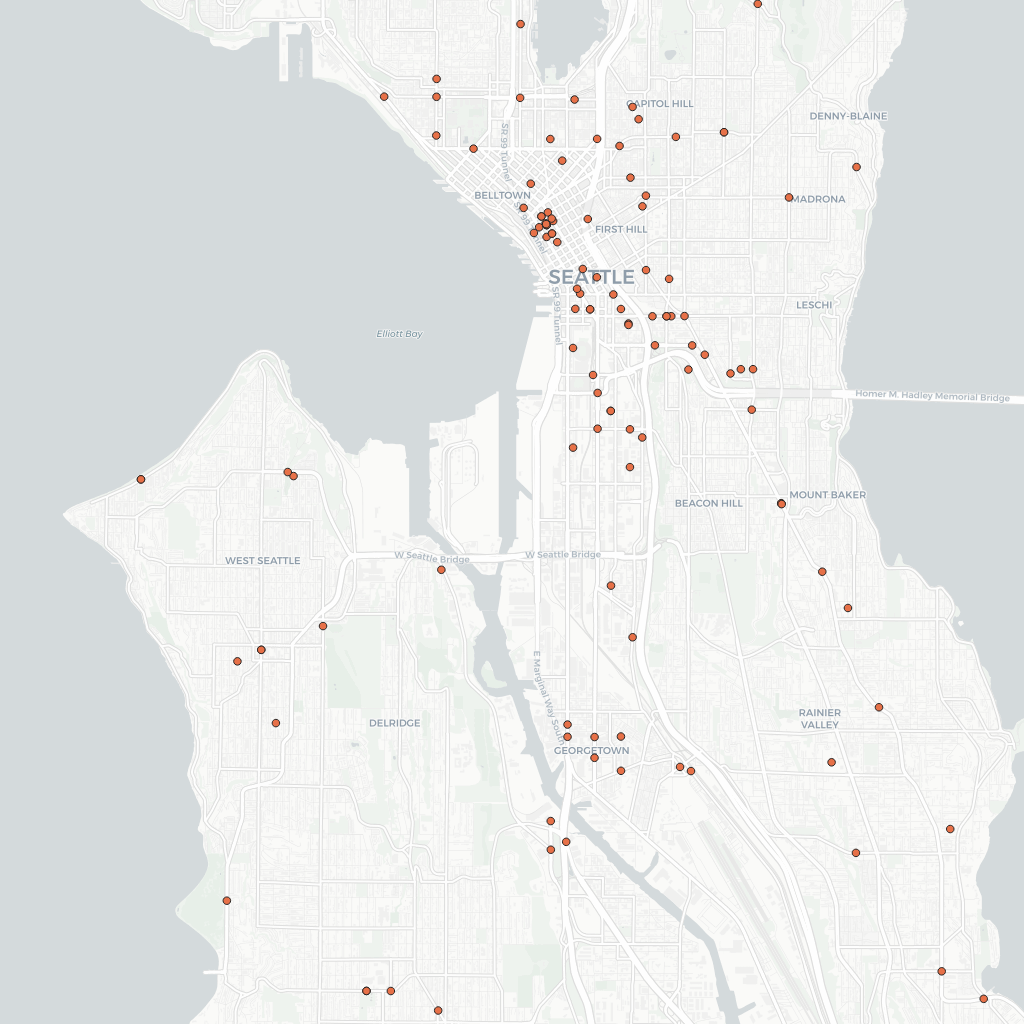 CAPITOL HILL
DENNY-BLAINE
SR 99 Tunnel
BELLTOWN
MADRONA
FIRST HILL
SEATTLE
SR 99 Tunnel
LESCHI
Elliott Bay
Homer M. Hadley Memorial Bridge
MOUNT BAKER
BEACON HILL
W Seattle Bridge
W Seattle Bridge
WEST SEATTLE
E Marginal Way South
RAINIER
VALLEY
DELRIDGE
GEORGETOWN